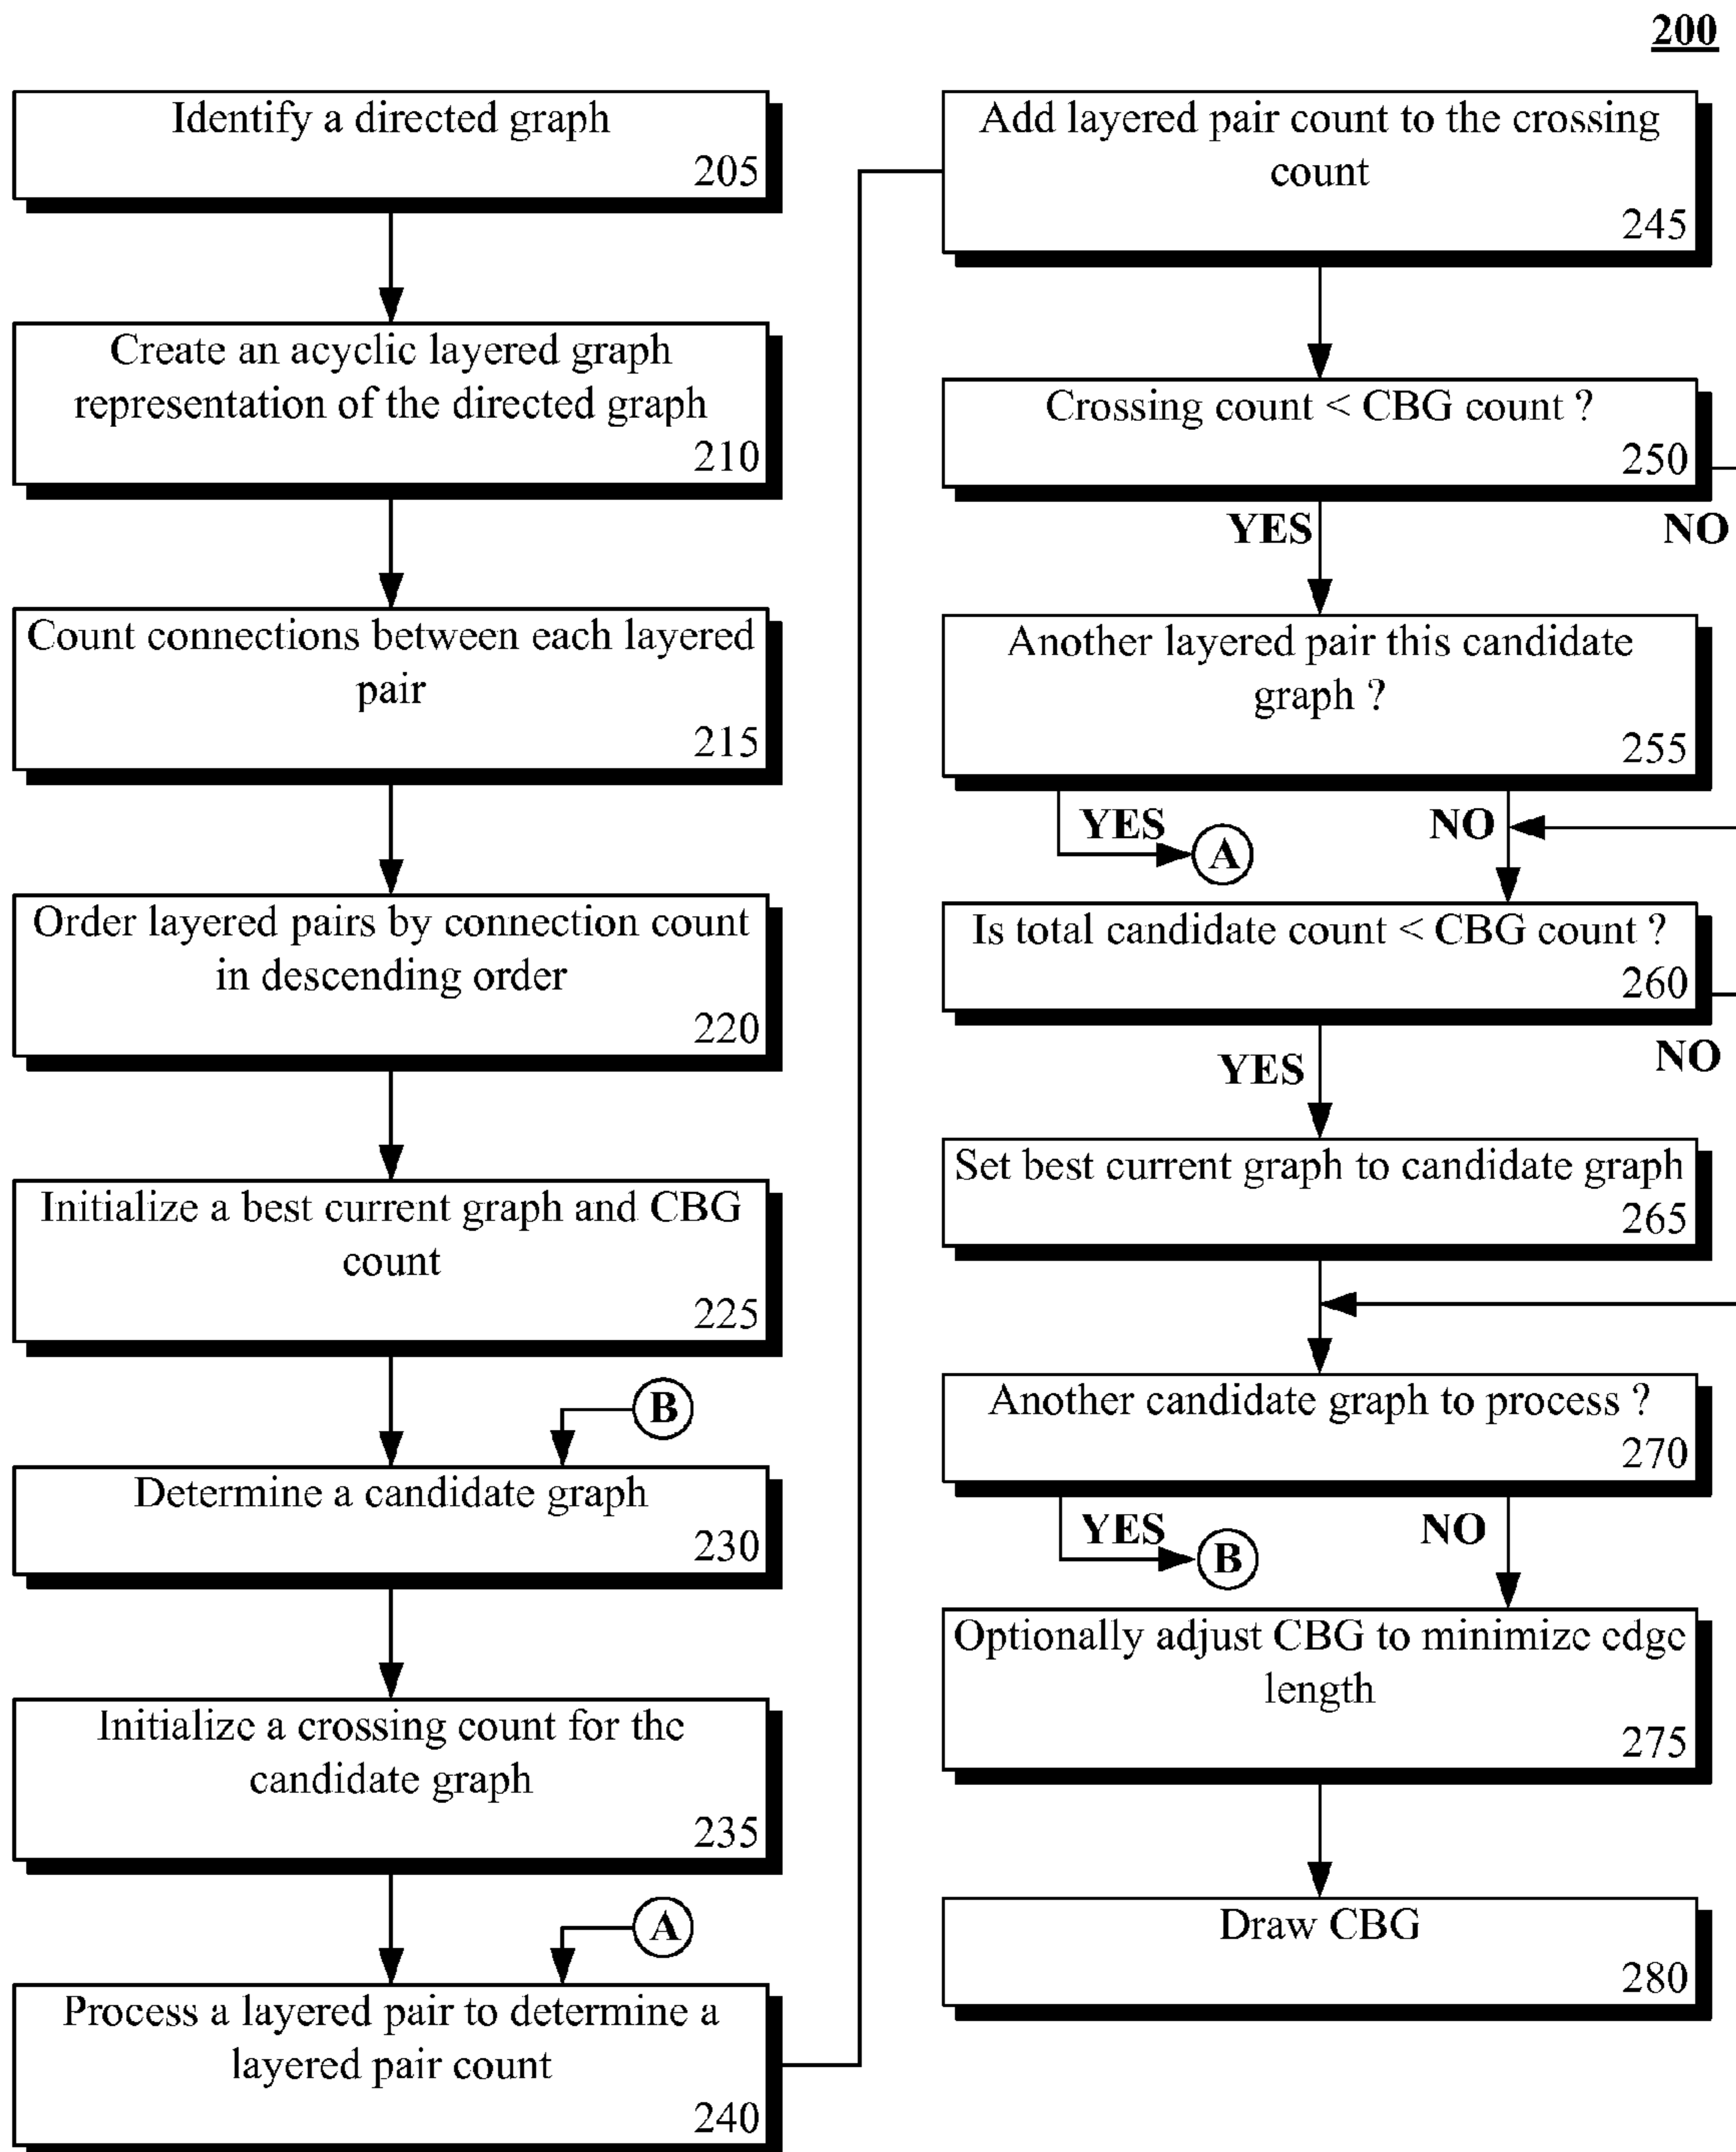 200
Identify a directed graph
205
Create an acyclic layered graph
representation of the directed graph
210
Count connections between each layered
pair
215
Order layered pairs by connection count
in descending order
220
Initialize a best current graph and CBG
count
225
B
Determine a candidate graph
230
Initialize a crossing count for the
candidate graph
235
A
Process a layered pair to determine a
layered pair count
240
Add layered pair count to the crossing
count
245
Crossing count < CBG count ?
250
YES
NO
Another layered pair this candidate
graph ?
255
YES
A
NO
Is total candidate count < CBG count ?
260
YES
NO
Set best current graph to candidate graph
265
Another candidate graph to process ?
270
YES
B
NO
Optionally adjust CBG to minimize edge
length
275
Draw CBG
280